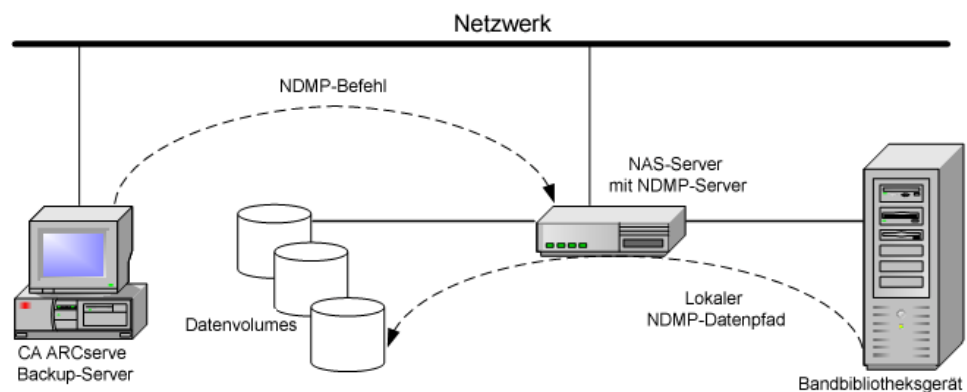 Netzwerk
NDMP-Befehl
NAS-Server
mit NDMP-Server
Datenvolumes
Lokaler
NDMP-Datenpfad
CA ARCserve
Backup-Server
Bandbibliotheksgerät